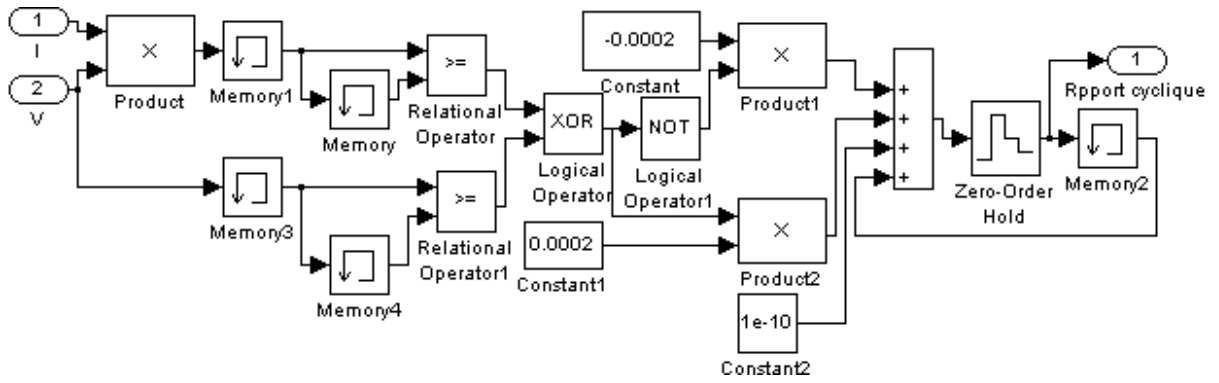 1
I
2
V
X
Product
Memory1
Memory
>=
Relational
Operator
Memory3
Memory4
>=
Relational
Operator1
XOR
Logical
Operator
NOT
Logical
Operator1
-0.0002
Constant
0.0002
Constant1
X
Product1
X
Product2
1e-10
Constant2
+
+
+
+
Zero-Order
Hold
1
Rpport cyclique
Memory2